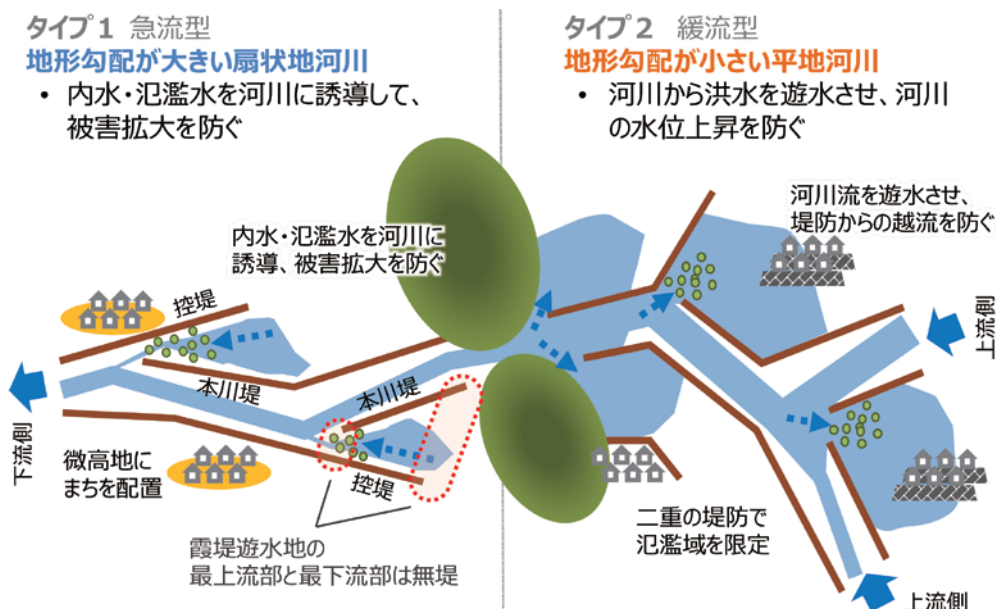 タイプ1 急流型
地形勾配が大きい扇状地河川
• 内水・氾濫水を河川に誘導して、
被害拡大を防ぐ
タイプ2 緩流型
地形勾配が小さい平地河川
• 河川から洪水を遊水させ、河川
の水位上昇を防ぐ
内水・氾濫水を河川に
誘導、被害拡大を防ぐ
河川流を遊水させ、
堤防からの越流を防ぐ
控堤
本川堤
本川堤
控堤
上流側
下流側
微高地に
まちを配置
霞堤遊水地の
最上流部と最下流部は無堤
二重の堤防で
氾濫域を限定
上流側